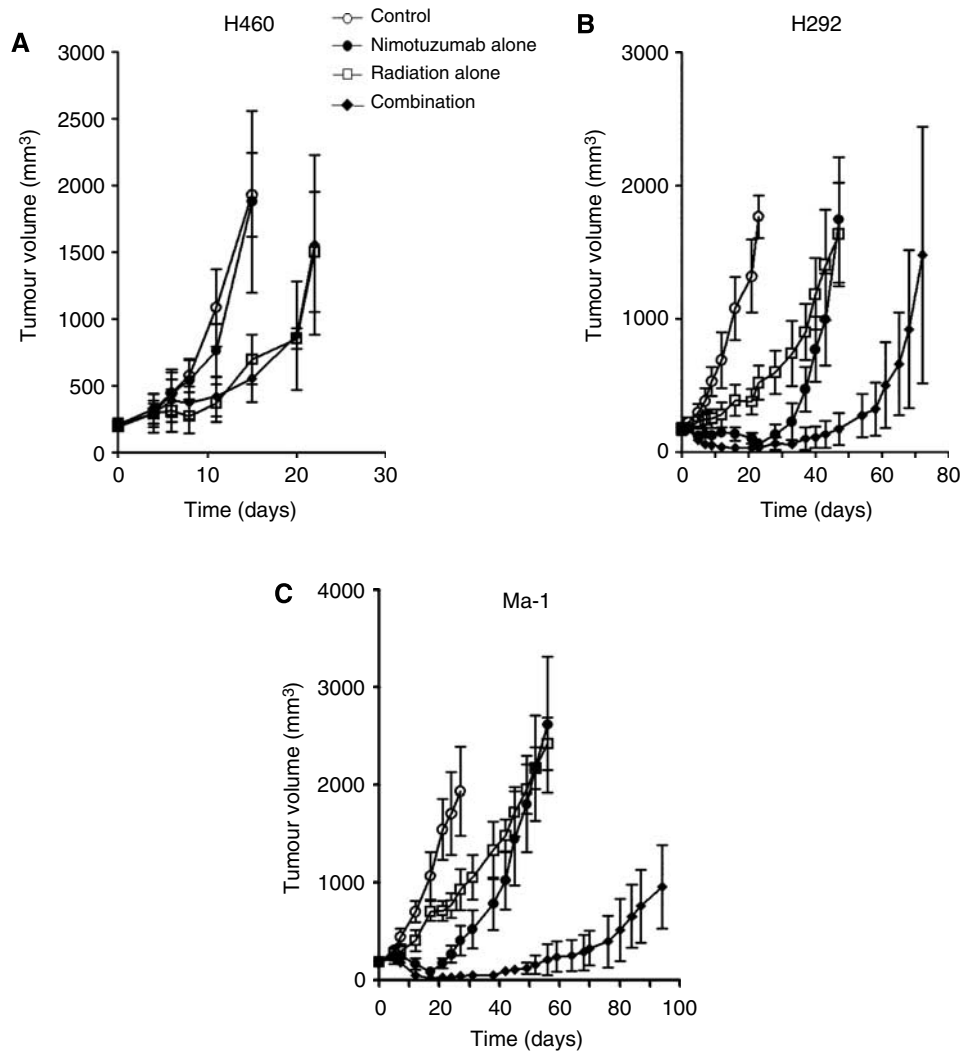 A
H460
Control
Nimotuzumab alone
Radiation alone
Combination
Tumour volume (mm3)
3000
2500
2000
1500
1000
500
0
0 10 20 30
Time (days)
B
H292
Tumour volume (mm3)
3000
2000
1000
0
0 20 40 60 80
Time (days)
C
Ma-1
Tumour volume (mm3)
4000
3000
2000
1000
0
0 20 40 60 80 100
Time (days)